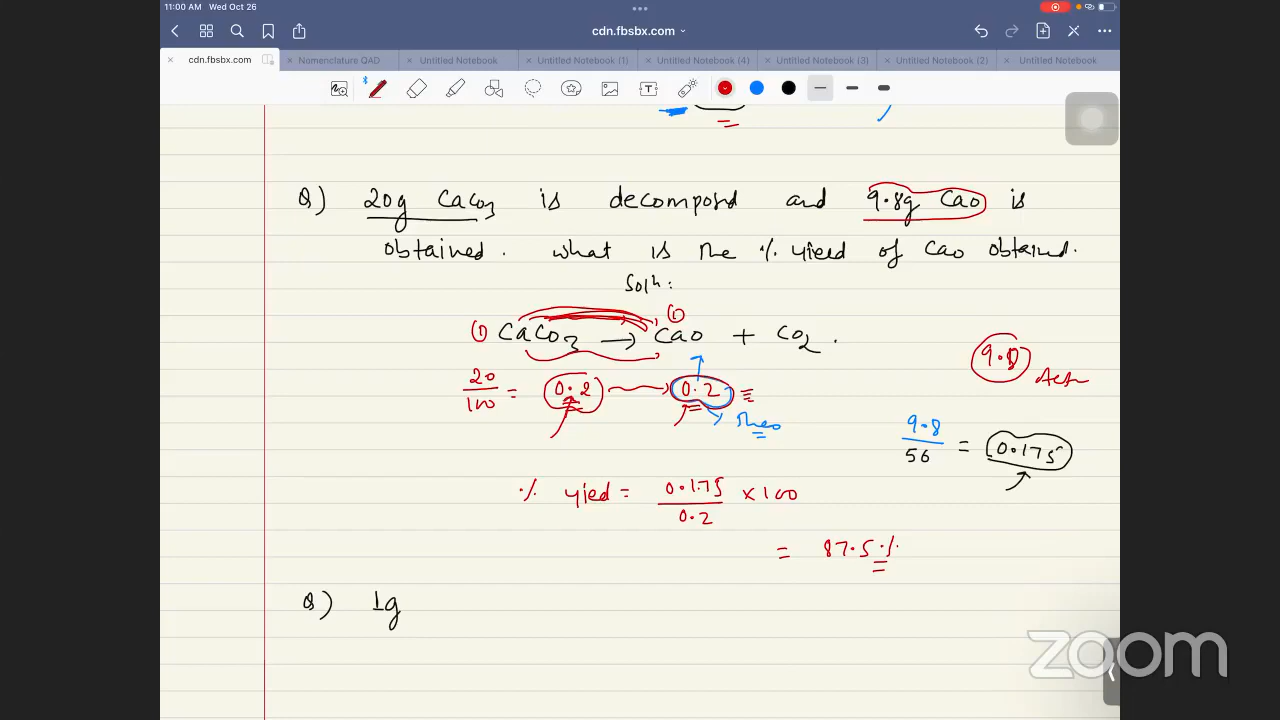 11:00 AM Wed Oct 26
cdn.fbsbx.com
cdn.fbsbx.com Nomenclature QAD Untitled Notebook Untitled Notebook (1) Untitled Notebook (4) Untitled Notebook (3) Untitled Notebook (2) Untitled Notebook
Q) 20g CaCO3 is decomposd and 9.8g CaO is
obtained. what is the % yield of CaO obtained.
Soln:
① ①
CaCO3 → CaO + CO2.
9.8
20/100 = 0.2 → 0.2 =
Theo
9.8/56 = 0.175
% yield = 0.175/0.2 × 100
= 87.5 %
Q) 1g
zoom